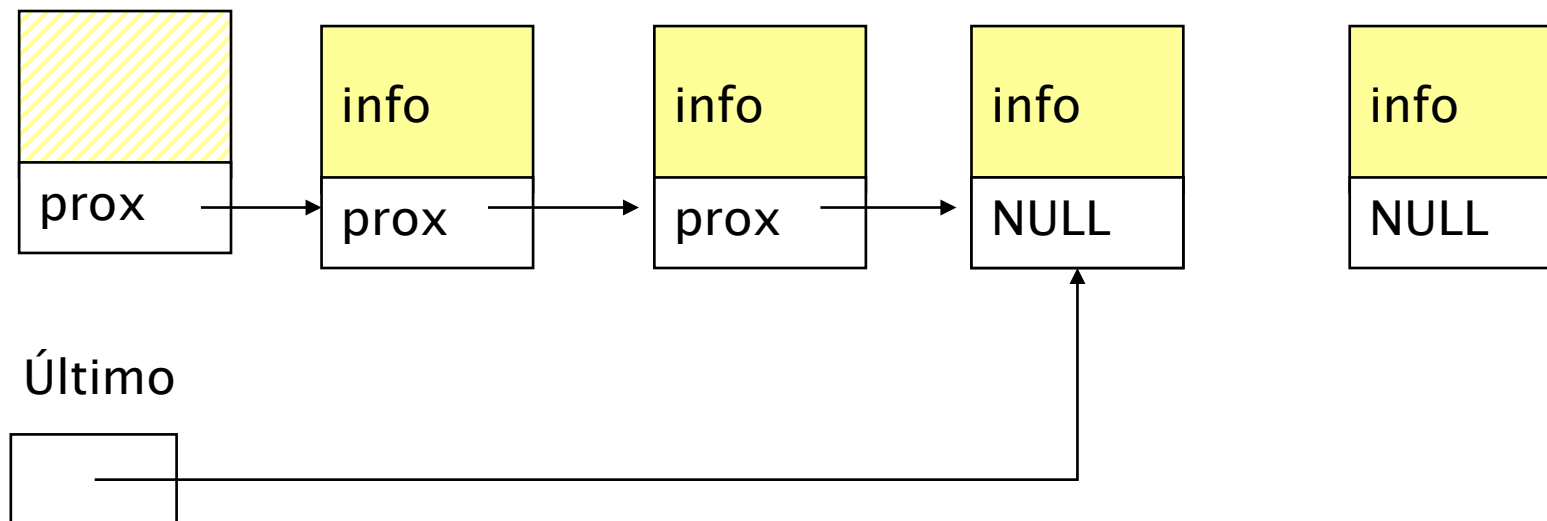 info info info info
prox prox prox NULL NULL
Último